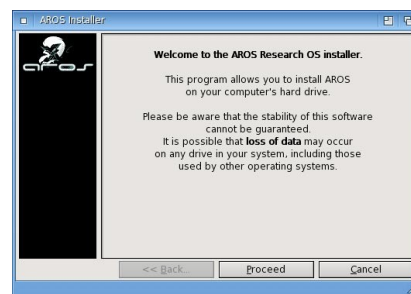 AROS Installer
aros
Welcome to the AROS Research OS installer.
This program allows you to install AROS
on your computer's hard drive.
Please be aware that the stability of this software
cannot be guaranteed.
It is possible that loss of data may occur
on any drive in your system, including those
used by other operating systems.
<< Back...
Proceed
Cancel